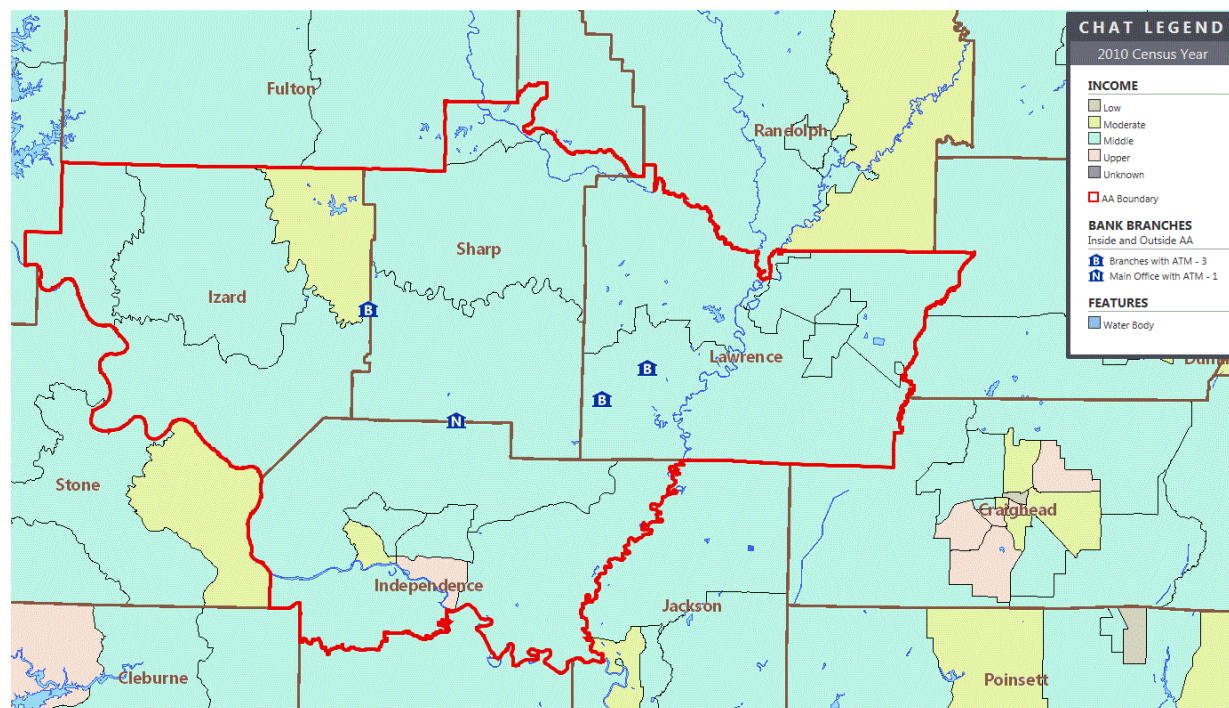 CHAT LEGEND
2010 Census Year
INCOME
Low
Moderate
Middle
Upper
Unknown
AA Boundary
BANK BRANCHES
Inside and Outside AA
B Branches with ATM - 3
N Main Office with ATM - 1
FEATURES
Water Body
Fulton
Randolph
Sharp
Izard
B
Lawrence
B
B
N
Stone
Craighead
Independence
Jackson
Cleburne
Poinsett